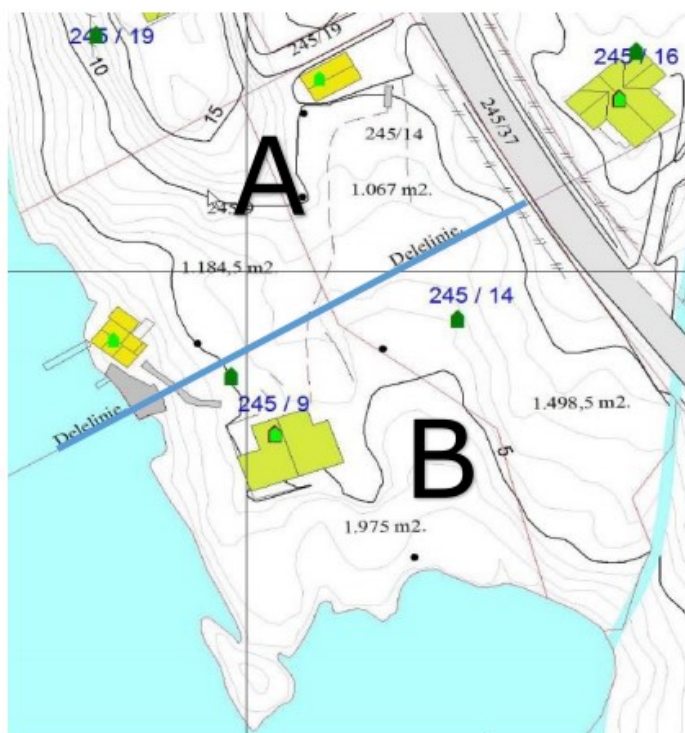 245 / 19
245/19
245 / 16
10
15
245/37
245/14
A
1.067 m2.
Delelinie.
1.184,5 m2.
245 / 14
245 / 9
1.498,5 m2.
Delelinie
B
5
1.975 m2.